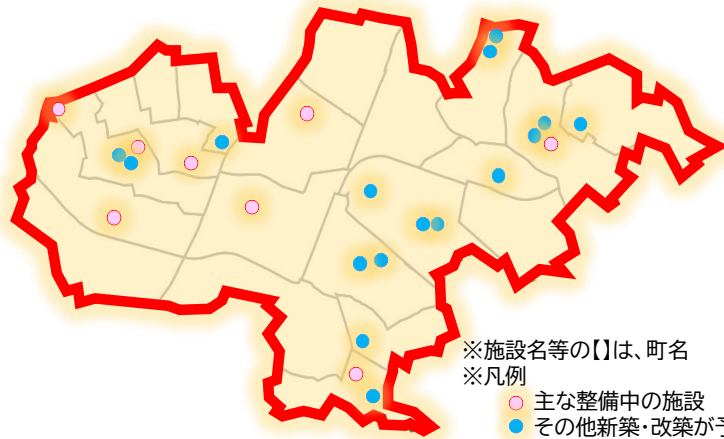 ※施設名等の【】は、町名
※凡例
主な整備中の施設
その他新築・改築が予